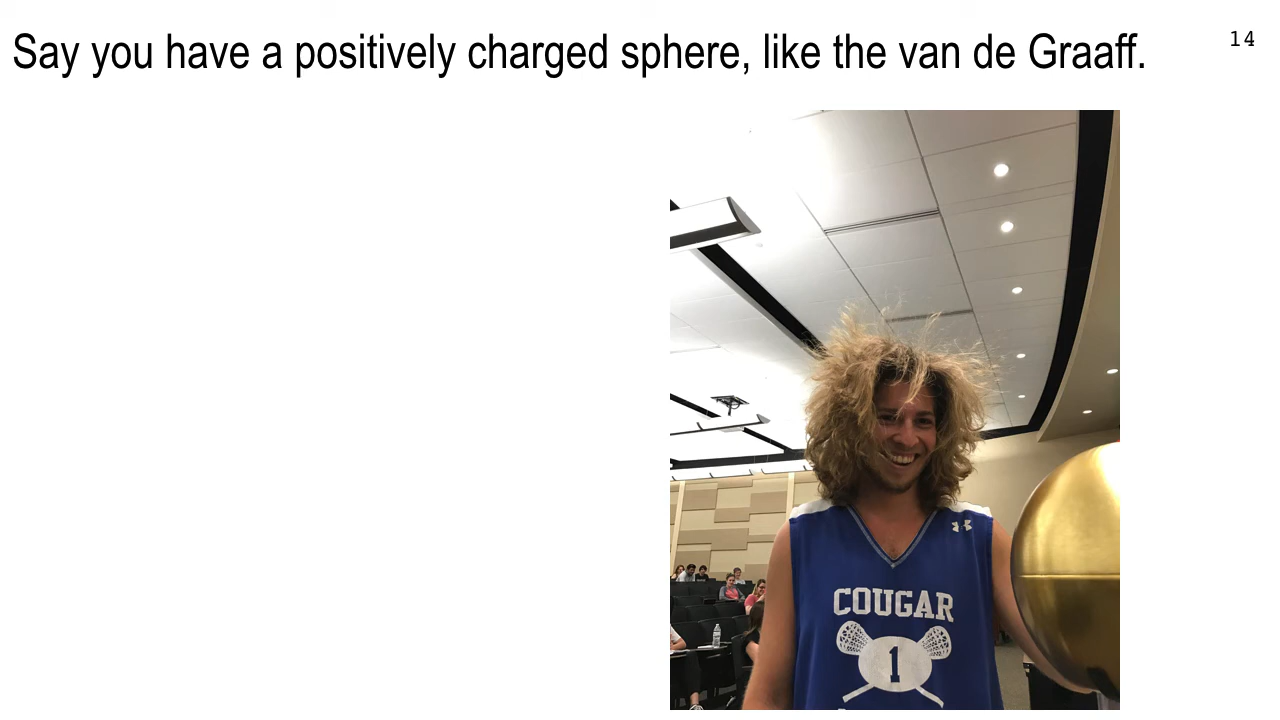 Say you have a positively charged sphere, like the van de Graaff.
14
COUGAR
1